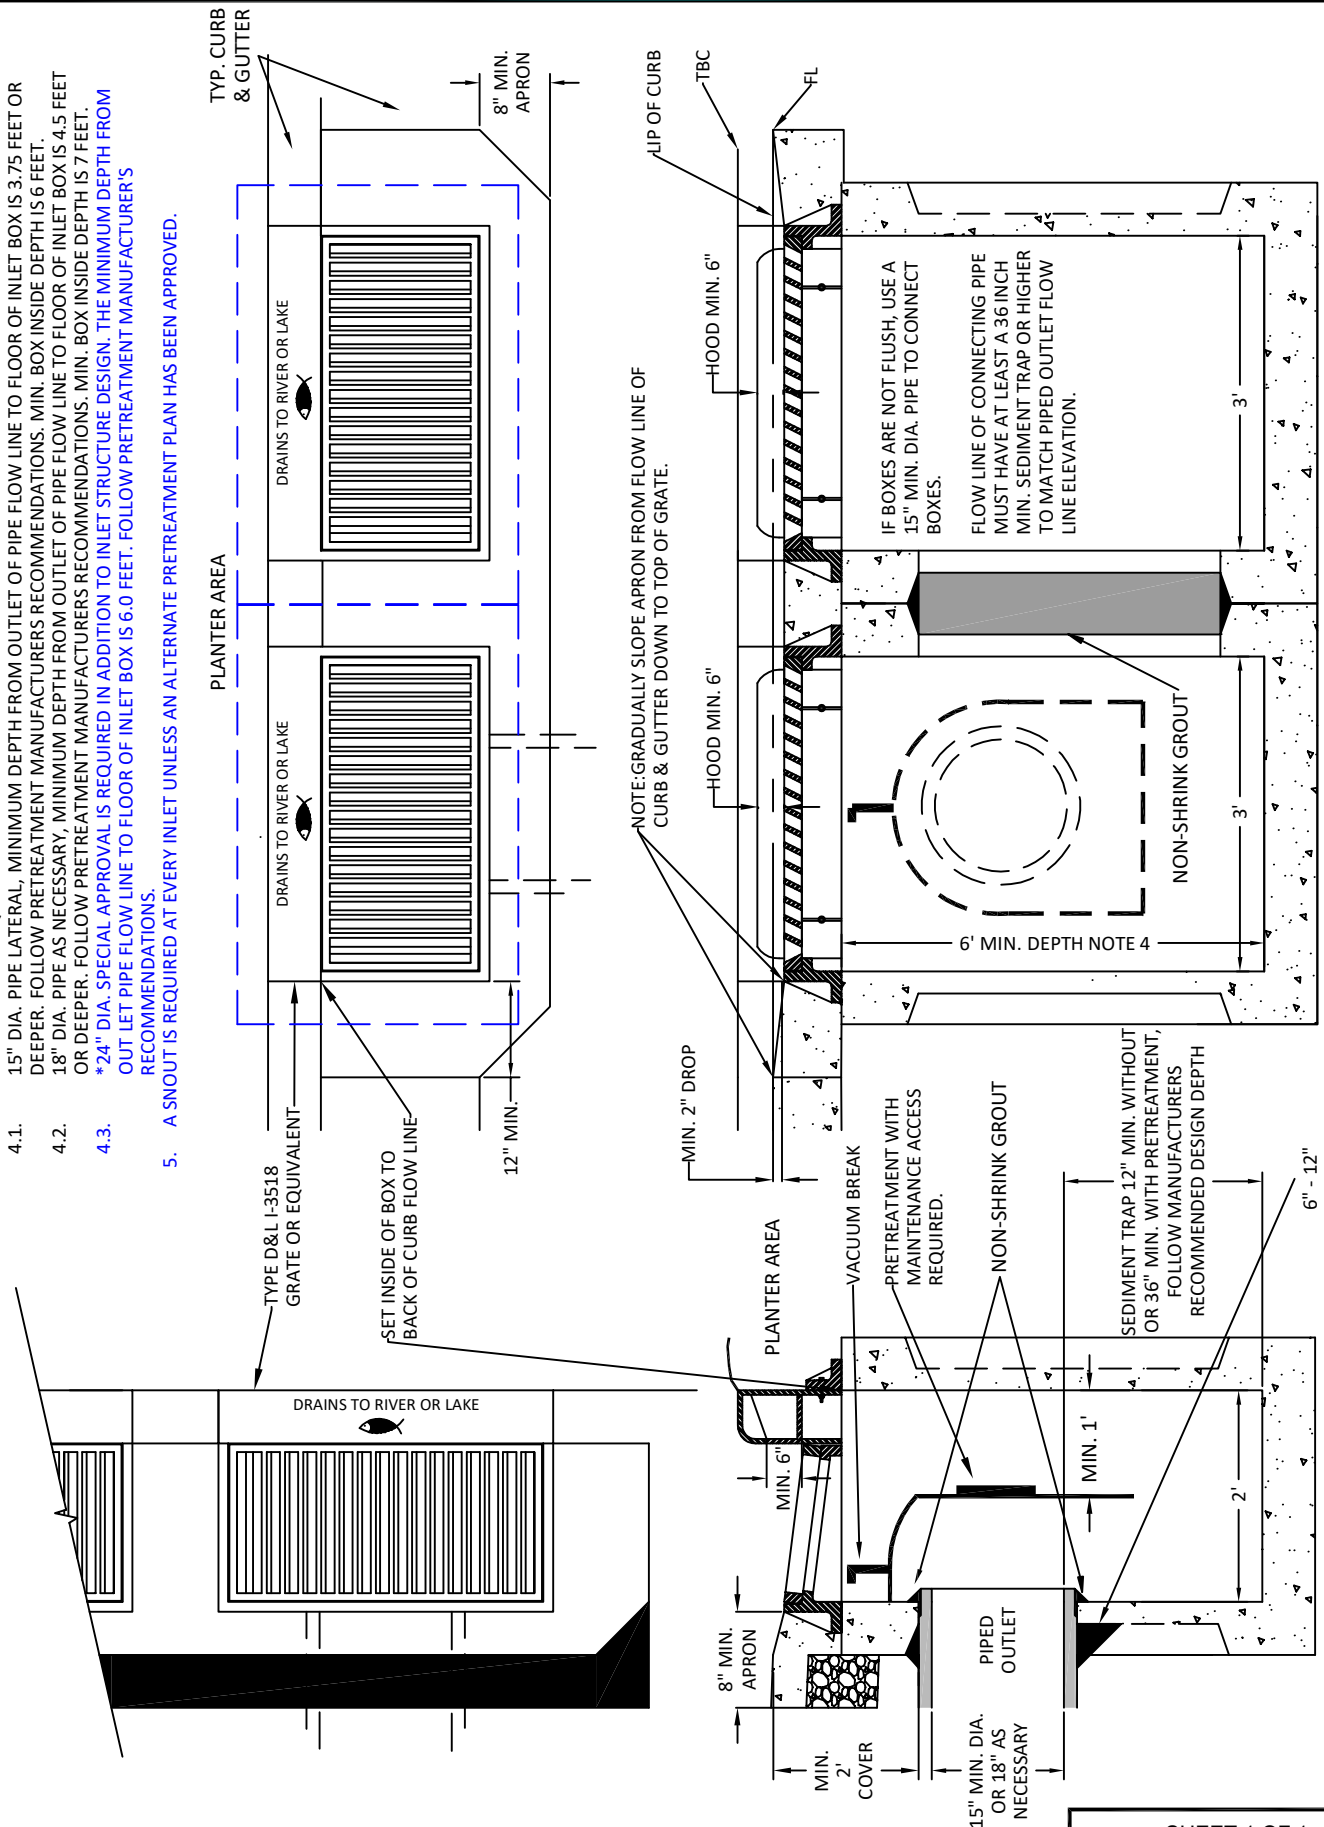 4.1. 15" DIA. PIPE LATERAL, MINIMUM DEPTH FROM OUTLET OF PIPE FLOW LINE TO FLOOR OF INLET BOX IS 3.75 FEET OR
DEEPER. FOLLOW PRETREATMENT MANUFACTURERS RECOMMENDATIONS. MIN. BOX INSIDE DEPTH IS 6 FEET.
4.2. 18" DIA. PIPE AS NECESSARY, MINIMUM DEPTH FROM OUTLET OF PIPE FLOW LINE TO FLOOR OF INLET BOX IS 4.5 FEET
OR DEEPER. FOLLOW PRETREATMENT MANUFACTURERS RECOMMENDATIONS. MIN. BOX INSIDE DEPTH IS 7 FEET.
4.3. *24" DIA. SPECIAL APPROVAL IS REQUIRED IN ADDITION TO INLET STRUCTURE DESIGN. THE MINIMUM DEPTH FROM
OUT LET PIPE FLOW LINE TO FLOOR OF INLET BOX IS 6.0 FEET. FOLLOW PRETREATMENT MANUFACTURER'S
RECOMMENDATIONS.
5. A SNOUT IS REQUIRED AT EVERY INLET UNLESS AN ALTERNATE PRETREATMENT PLAN HAS BEEN APPROVED.
TYPE D&L I-3518
GRATE OR EQUIVALENT
SET INSIDE OF BOX TO
BACK OF CURB FLOW LINE
DRAINS TO RIVER OR LAKE
PLANTER AREA
TYP. CURB
& GUTTER
DRAINS TO RIVER OR LAKE
DRAINS TO RIVER OR LAKE
8" MIN.
APRON
12" MIN.
NOTE:GRADUALLY SLOPE APRON FROM FLOW LINE OF
CURB & GUTTER DOWN TO TOP OF GRATE.
LIP OF CURB
TBC
FL
MIN. 2" DROP
HOOD MIN. 6"
HOOD MIN. 6"
IF BOXES ARE NOT FLUSH, USE A
15" MIN. DIA. PIPE TO CONNECT
BOXES.
FLOW LINE OF CONNECTING PIPE
MUST HAVE AT LEAST A 36 INCH
MIN. SEDIMENT TRAP OR HIGHER
TO MATCH PIPED OUTLET FLOW
LINE ELEVATION.
6' MIN. DEPTH NOTE 4
NON-SHRINK GROUT
3'
3'
PLANTER AREA
VACUUM BREAK
PRETREATMENT WITH
MAINTENANCE ACCESS
REQUIRED.
NON-SHRINK GROUT
SEDIMENT TRAP 12" MIN. WITHOUT
OR 36" MIN. WITH PRETREATMENT,
FOLLOW MANUFACTURERS
RECOMMENDED DESIGN DEPTH
6" - 12"
MIN. 6"
MIN. 1'
2'
8" MIN.
APRON
PIPED
OUTLET
MIN.
2'
COVER
15" MIN. DIA.
OR 18" AS
NECESSARY